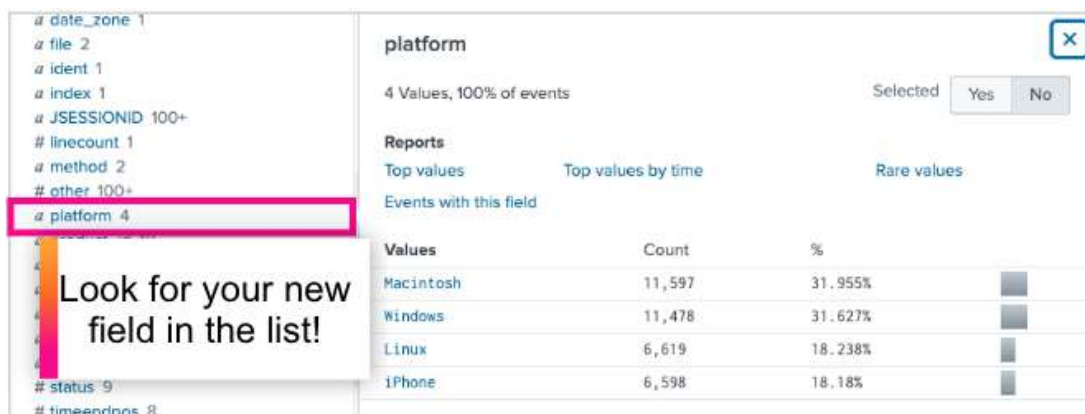 a date_zone 1
a file 2
a ident 1
a index 1
a JSESSIONID 100+
# linecount 1
a method 2
# other 100+
a platform 4
Look for your new
field in the list!
# status 9
# timeendpos 8
platform
4 Values, 100% of events
Selected Yes No
Reports
Top values Top values by time Rare values
Events with this field
Values Count %
Macintosh 11,597 31.955%
Windows 11,478 31.627%
Linux 6,619 18.238%
iPhone 6,598 18.18%